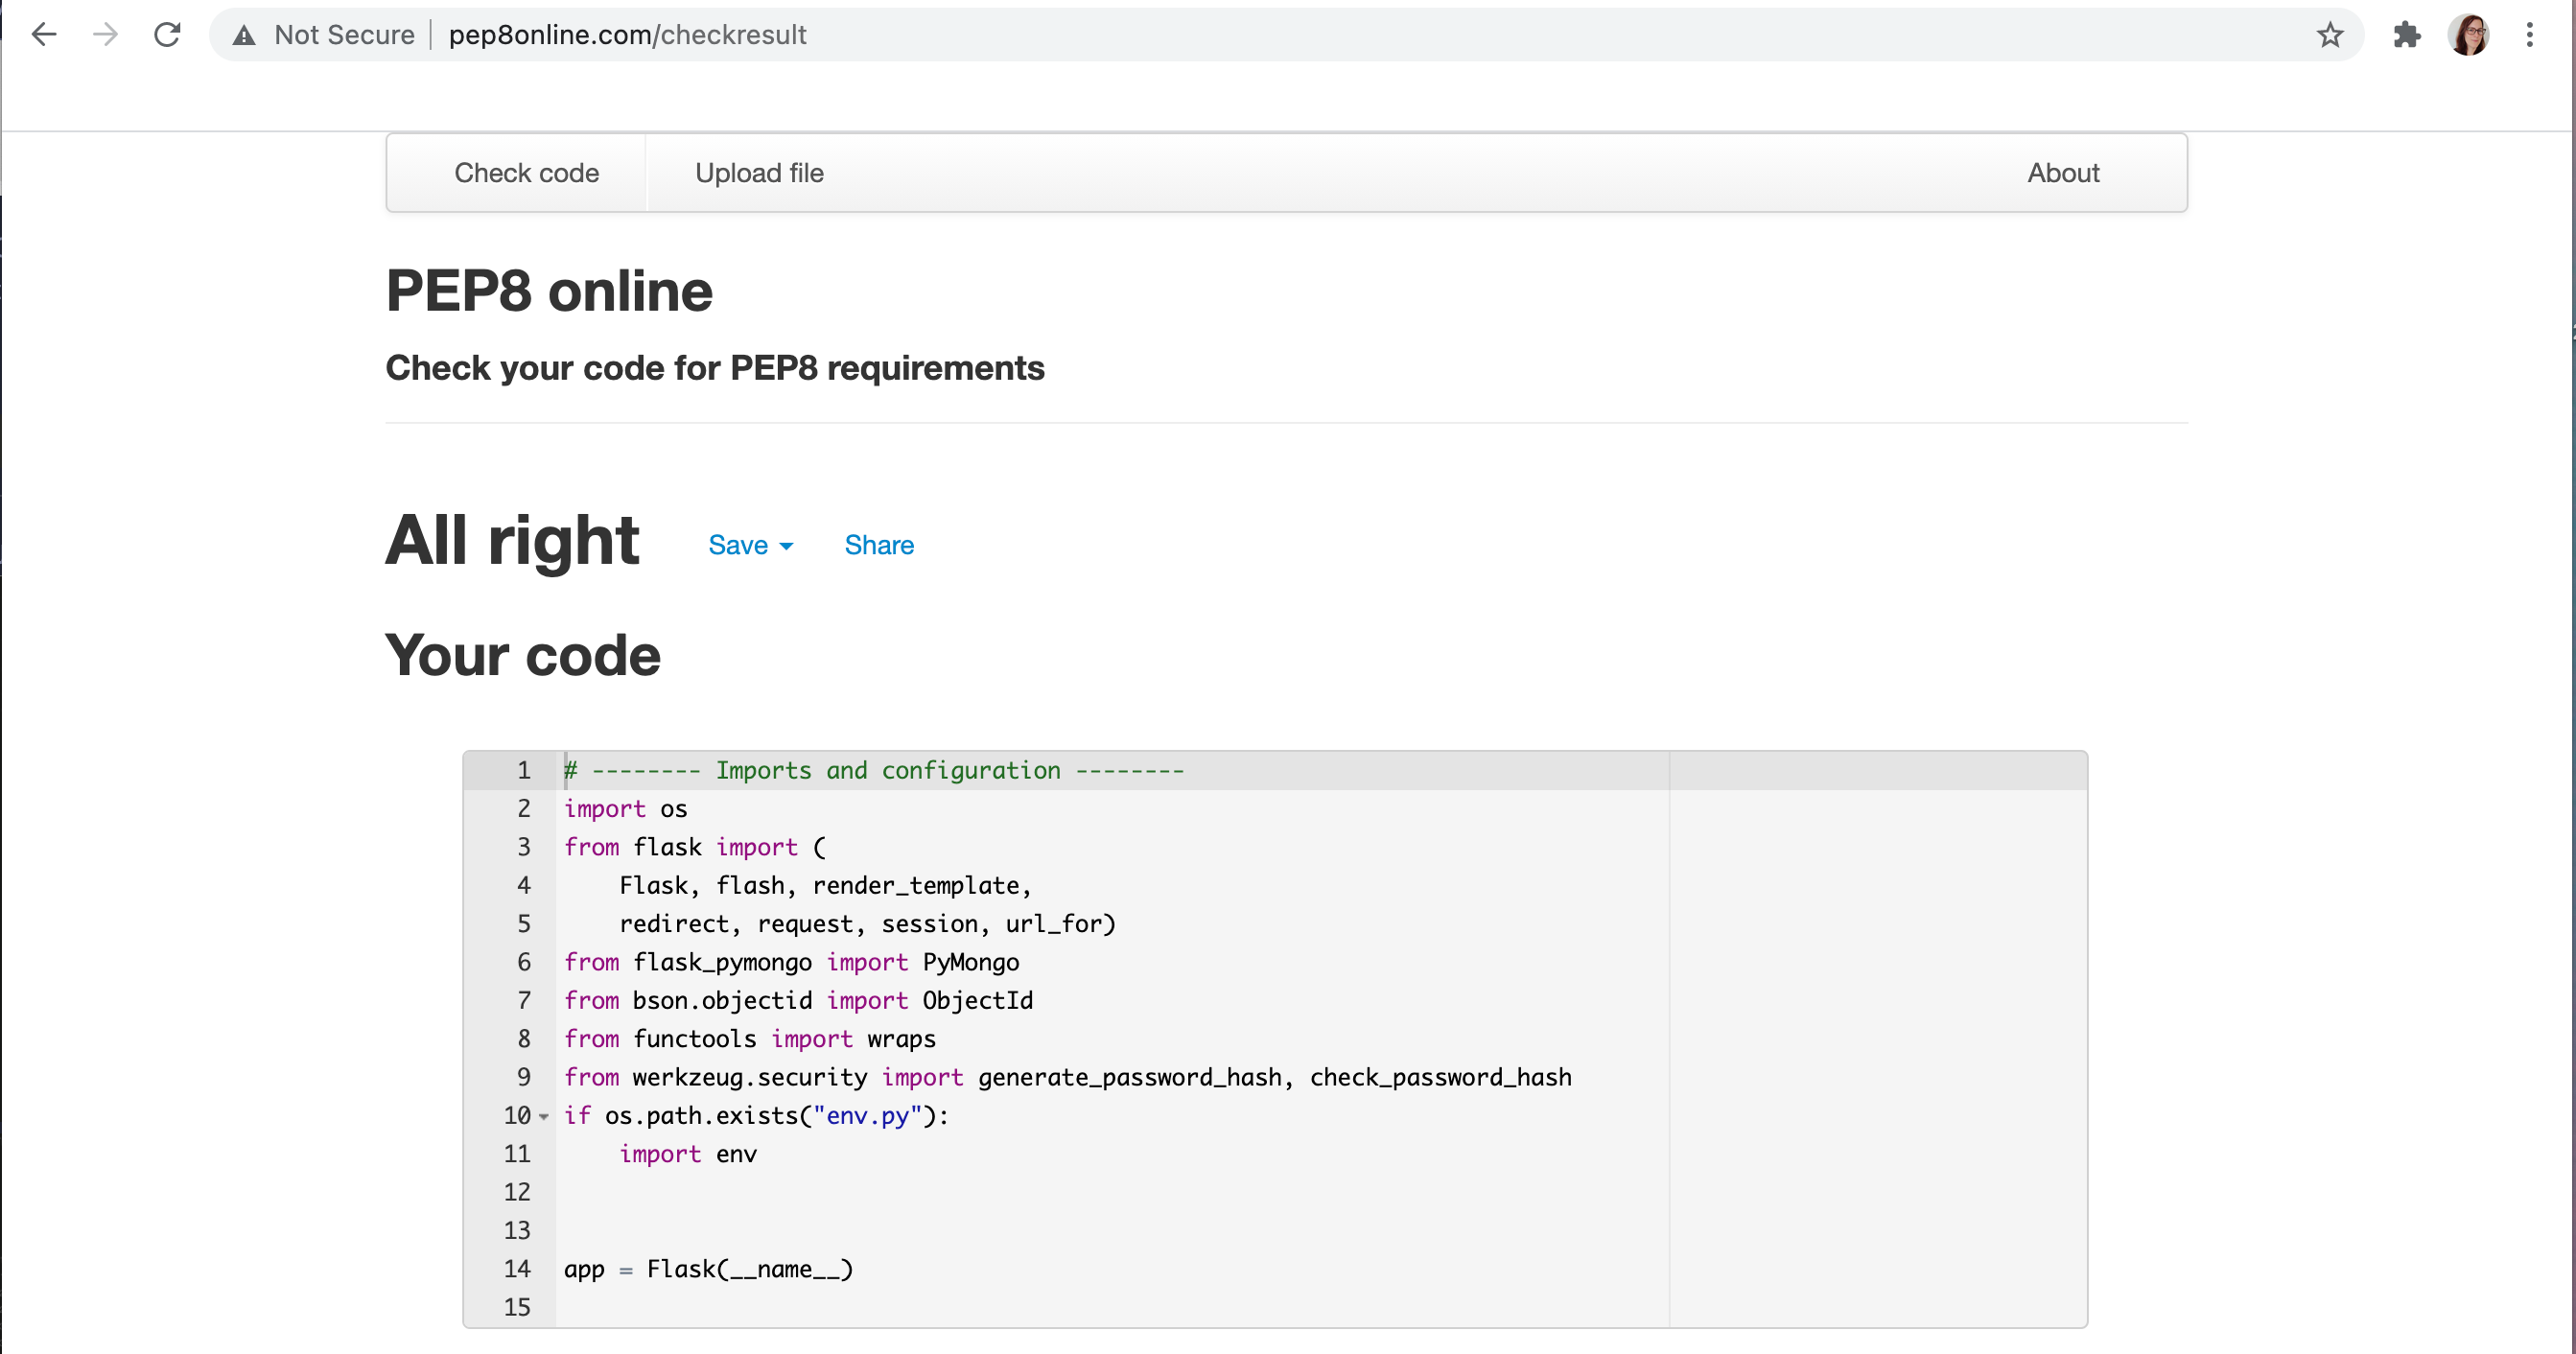 Not Secure | pep8online.com/checkresult
Check code Upload file About
PEP8 online
Check your code for PEP8 requirements
All right Save Share
Your code
1 # -------- Imports and configuration --------
2 import os
3 from flask import (
4     Flask, flash, render_template,
5     redirect, request, session, url_for)
6 from flask_pymongo import PyMongo
7 from bson.objectid import ObjectId
8 from functools import wraps
9 from werkzeug.security import generate_password_hash, check_password_hash
10 if os.path.exists("env.py"):
11     import env
12
13
14 app = Flask(__name__)
15